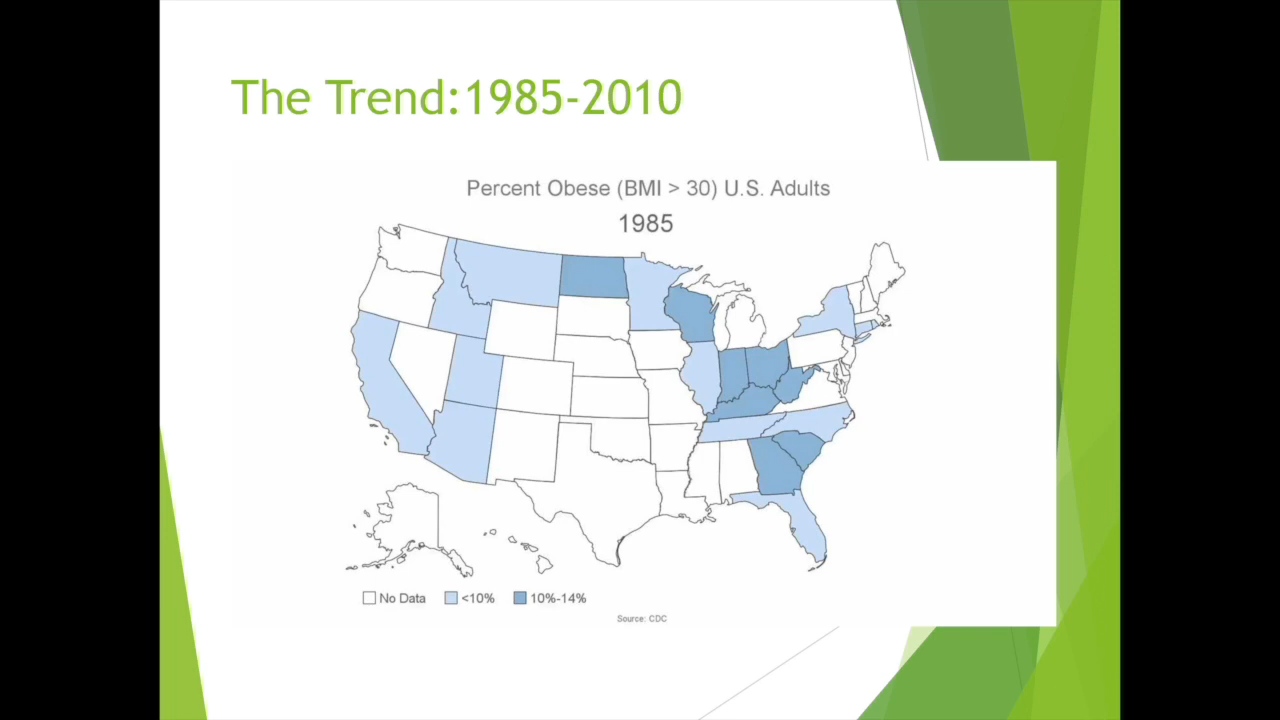 The Trend:1985-2010
Percent Obese (BMI > 30) U.S. Adults
1985
No Data <10% 10%-14%
Source: CDC